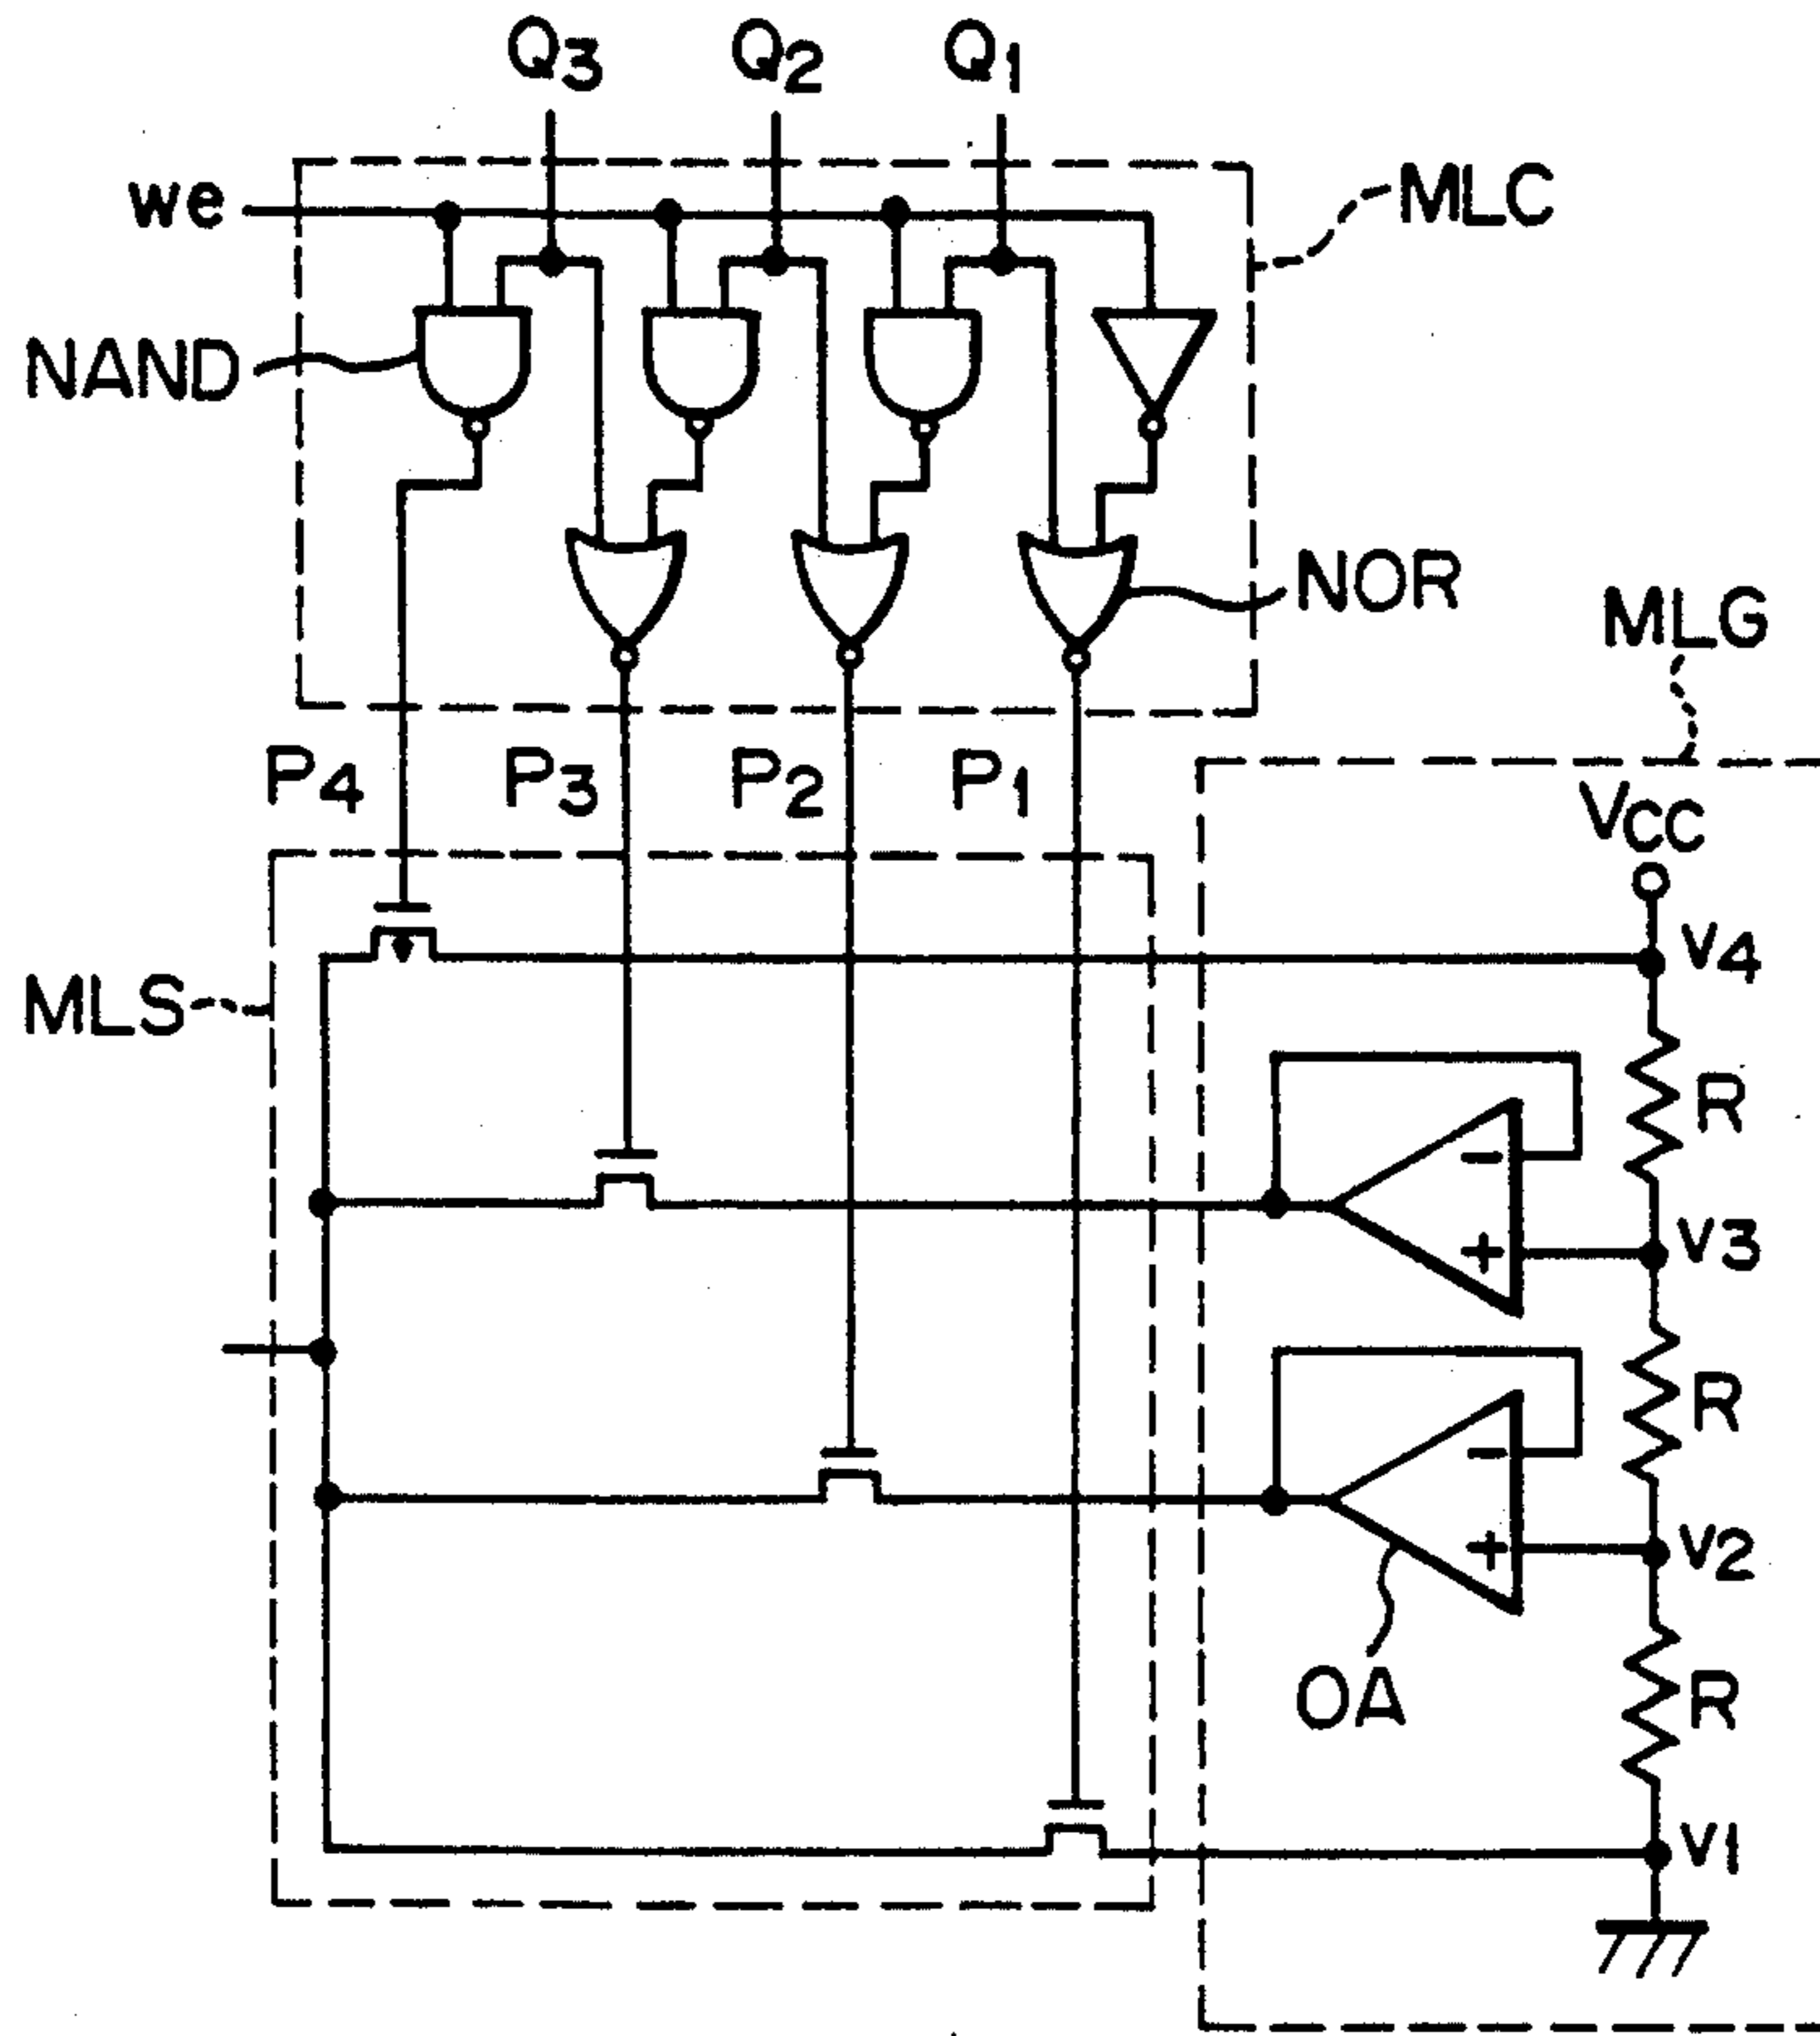 Q3 Q2 Q1
we
MLC
NAND
NOR
MLG
P4 P3 P2 P1
VCC
V4
MLS
R
-
+
V3
R
-
+
V2
OA
R
V1